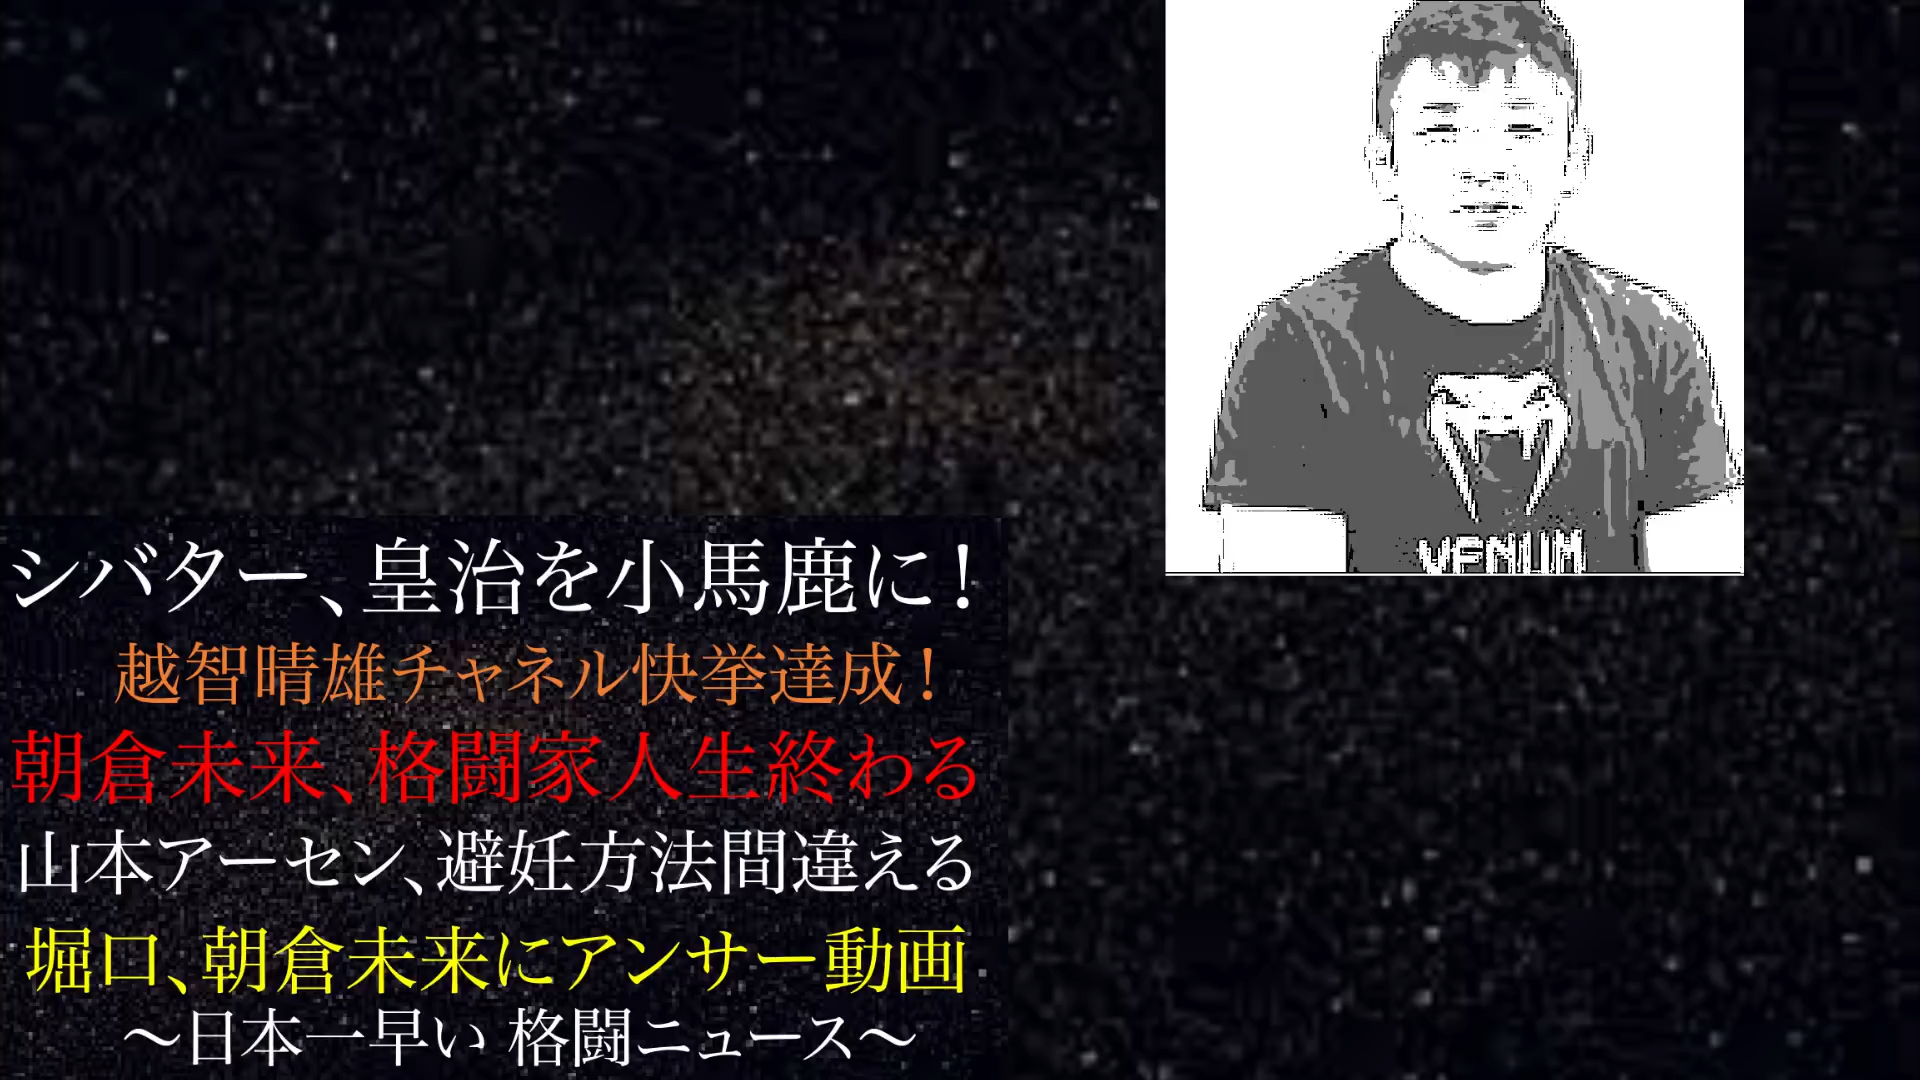 シバター、皇治を小馬鹿に！
越智晴雄チャネル快挙達成！
朝倉未来、格闘家人生終わる
山本アーセン、避妊方法間違える
堀口、朝倉未来にアンサー動画
〜日本一早い 格闘ニュース〜
VENUM